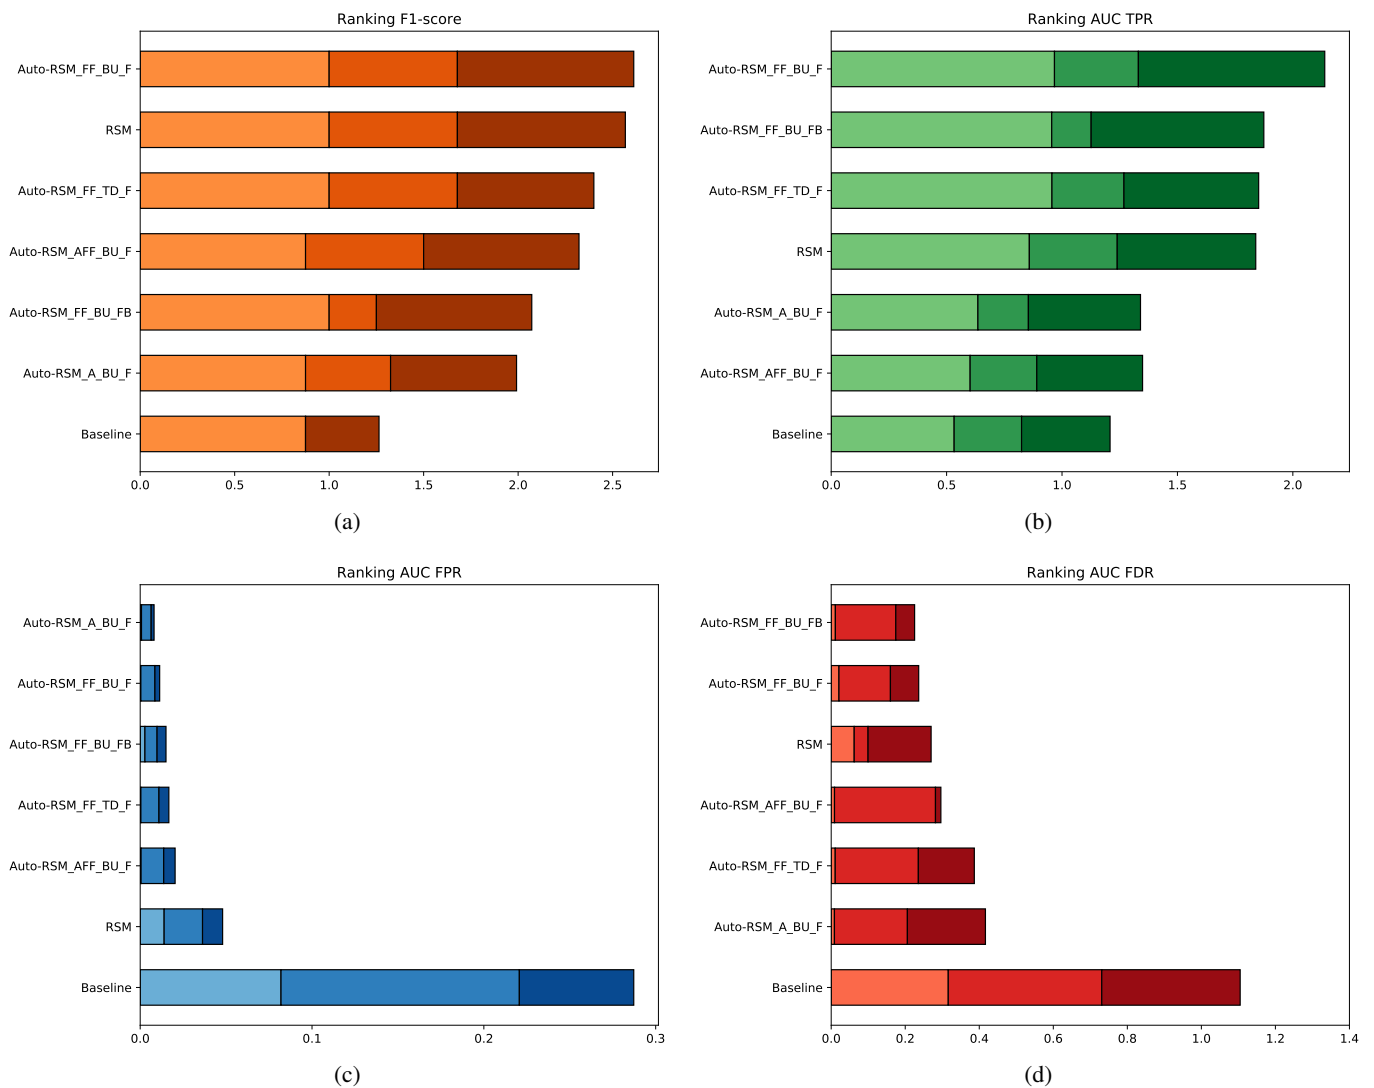 Ranking F1-score
Auto-RSM_FF_BU_F
RSM
Auto-RSM_FF_TD_F
Auto-RSM_AFF_BU_F
Auto-RSM_FF_BU_FB
Auto-RSM_A_BU_F
Baseline
0.0 0.5 1.0 1.5 2.0 2.5
(a)
Ranking AUC TPR
Auto-RSM_FF_BU_F
Auto-RSM_FF_BU_FB
Auto-RSM_FF_TD_F
RSM
Auto-RSM_A_BU_F
Auto-RSM_AFF_BU_F
Baseline
0.0 0.5 1.0 1.5 2.0
(b)
Ranking AUC FPR
Auto-RSM_A_BU_F
Auto-RSM_FF_BU_F
Auto-RSM_FF_BU_FB
Auto-RSM_FF_TD_F
Auto-RSM_AFF_BU_F
RSM
Baseline
0.0 0.1 0.2 0.3
(c)
Ranking AUC FDR
Auto-RSM_FF_BU_FB
Auto-RSM_FF_BU_F
RSM
Auto-RSM_AFF_BU_F
Auto-RSM_FF_TD_F
Auto-RSM_A_BU_F
Baseline
0.0 0.2 0.4 0.6 0.8 1.0 1.2 1.4
(d)